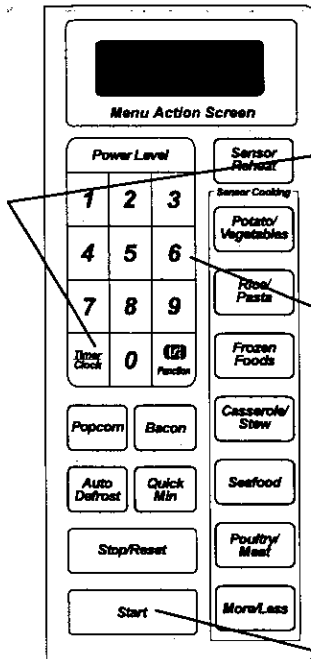 Menu Action Screen
Power Level
1 2 3
4 5 6
7 8 9
Timer
Clock
0
Function
Popcorn
Bacon
Auto
Defrost
Quick
Min
Stop/Reset
Start
Sensor
Reheat
Sensor Cooking
Potato/
Vegetables
Rice/
Pasta
Frozen
Foods
Casserole/
Stew
Seafood
Poultry/
Meat
More/Less